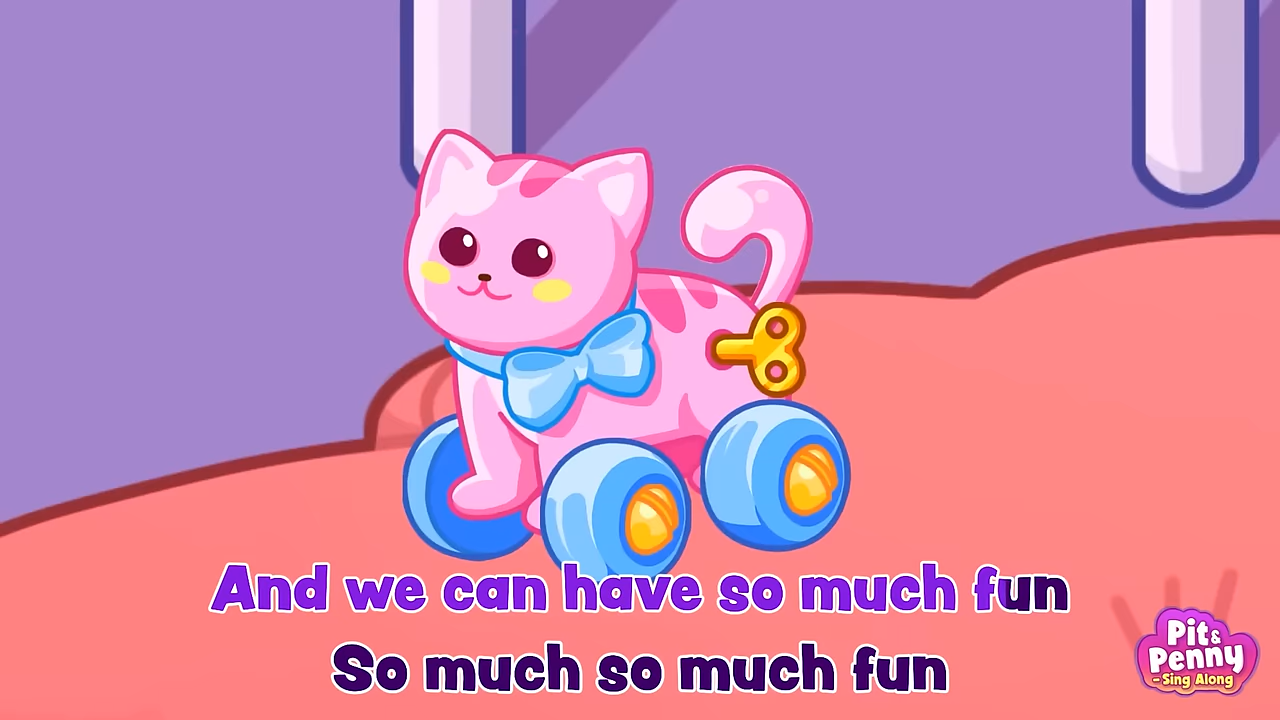 And we can have so much fun
So much so much fun
Pit &
Penny
- Sing Along